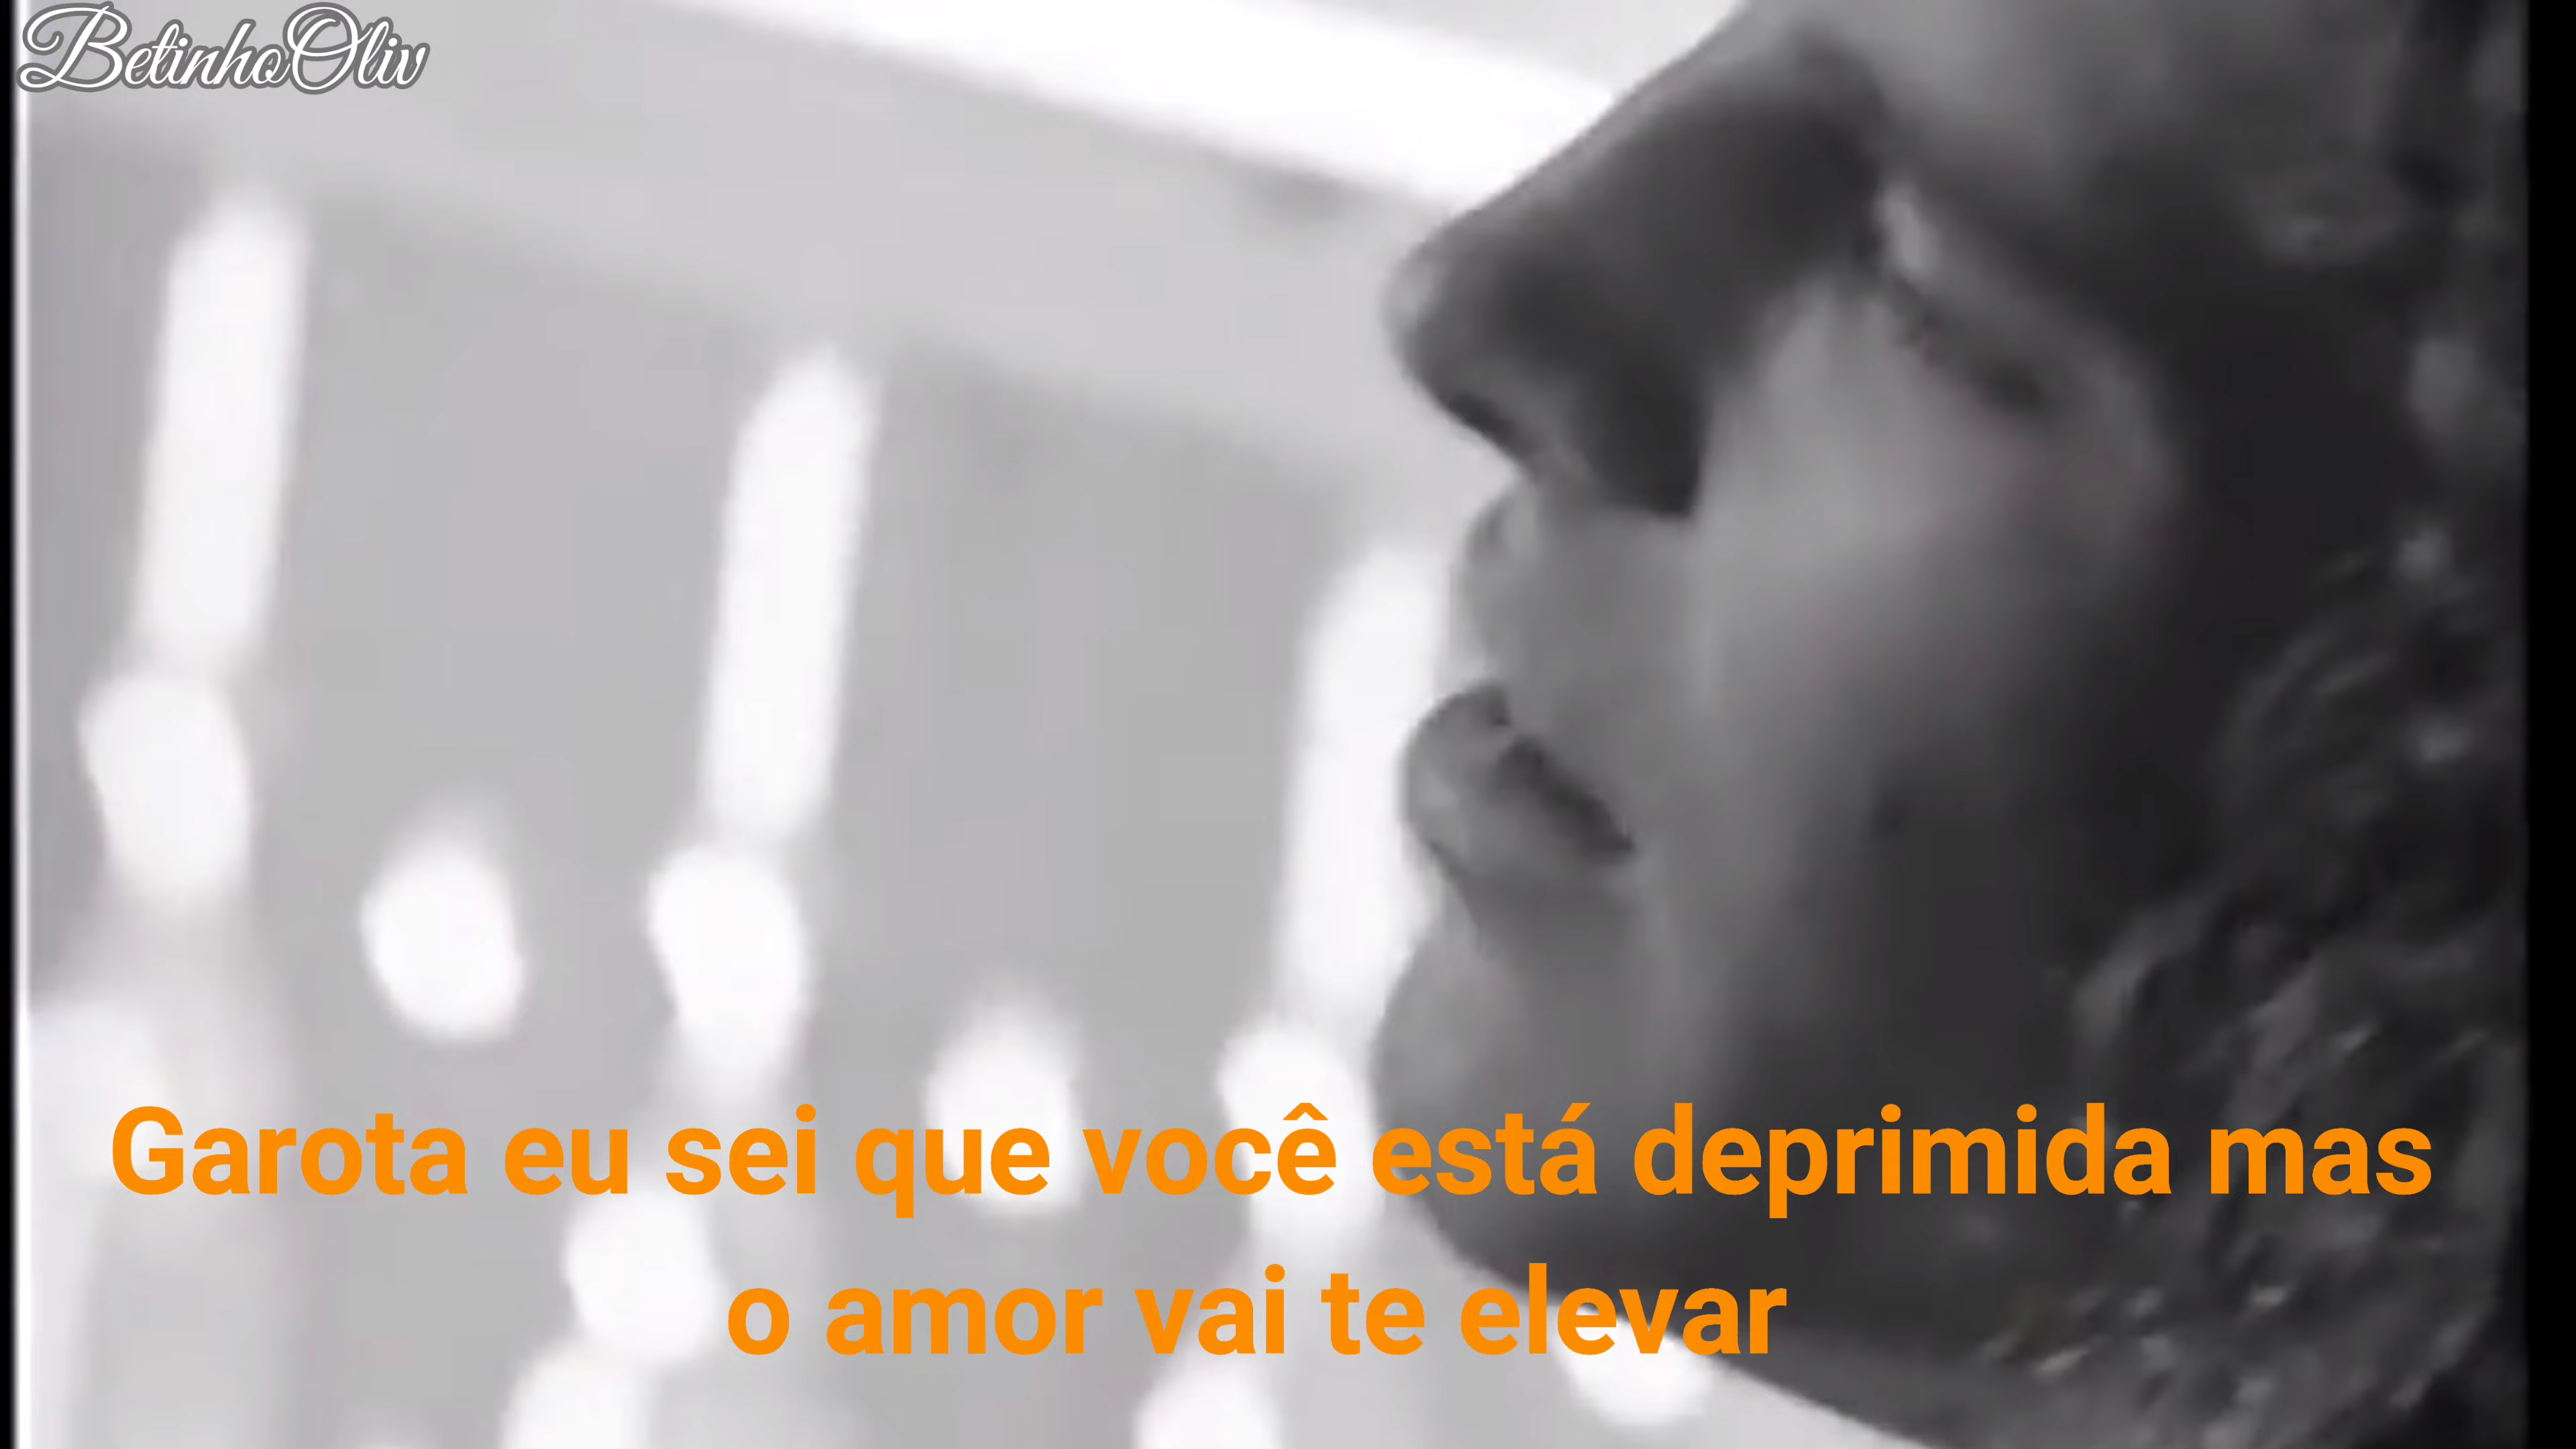 BetinhoOliv
Garota eu sei que você está deprimida mas
o amor vai te elevar